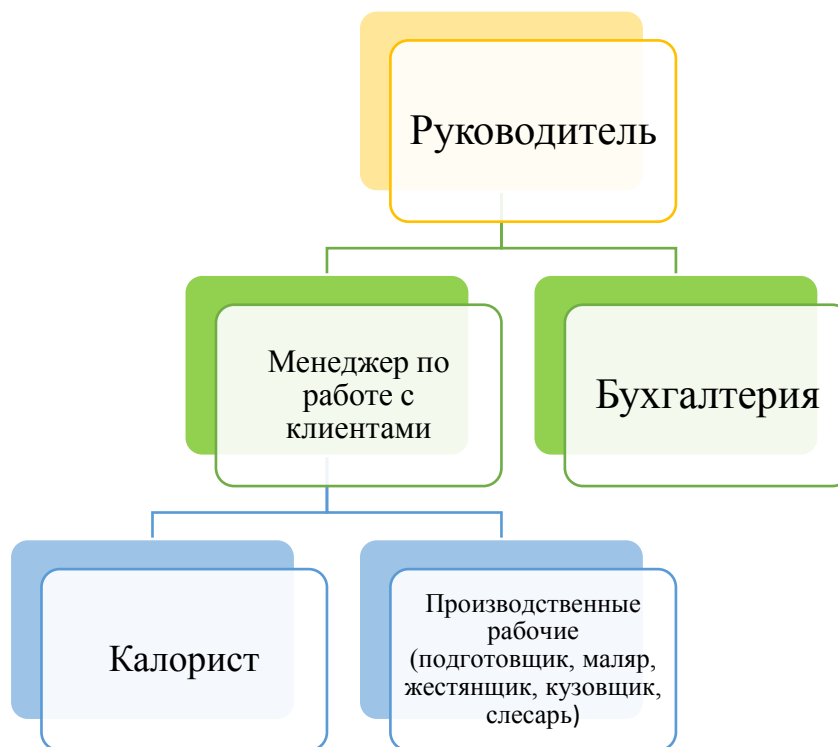 Руководитель
Менеджер по
работе с
клиентами
Бухгалтерия
Калорист
Производственные
рабочие
(подготовщик, маляр,
жестянщик, кузовщик,
слесарь)